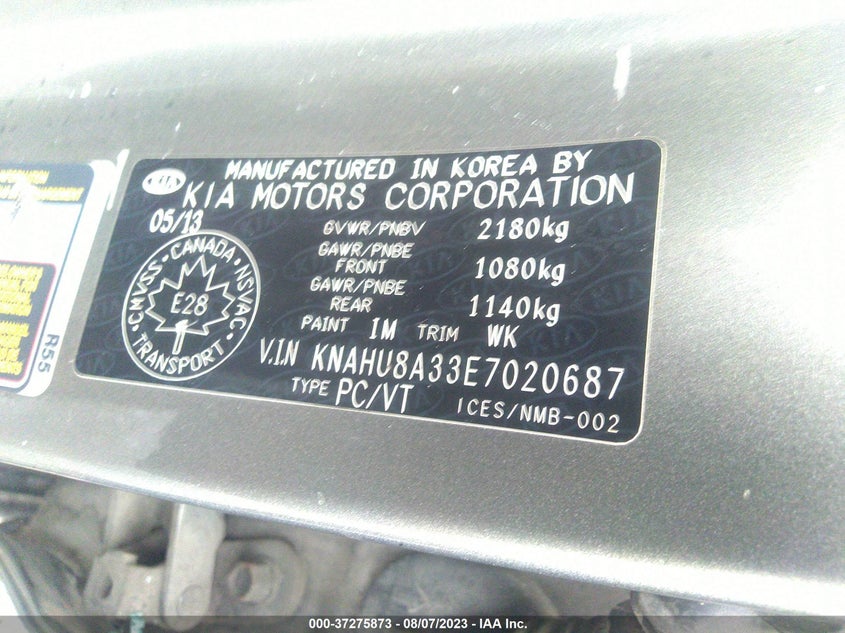 MANUFACTURED IN KOREA BY
KIA
KIA MOTORS CORPORATION
05/13
GVWR/PNBV 2180kg
GAWR/PNBE
FRONT 1080kg
GAWR/PNBE
REAR 1140kg
PAINT 1M TRIM WK
V.I.N KNAHU8A33E7020687
TYPE PC/VT ICES/NMB-002
CANADA • NSVAC • TRANSPORT • CMVSS •
E28
R55
000-37275873 - 08/07/2023 - IAA Inc.